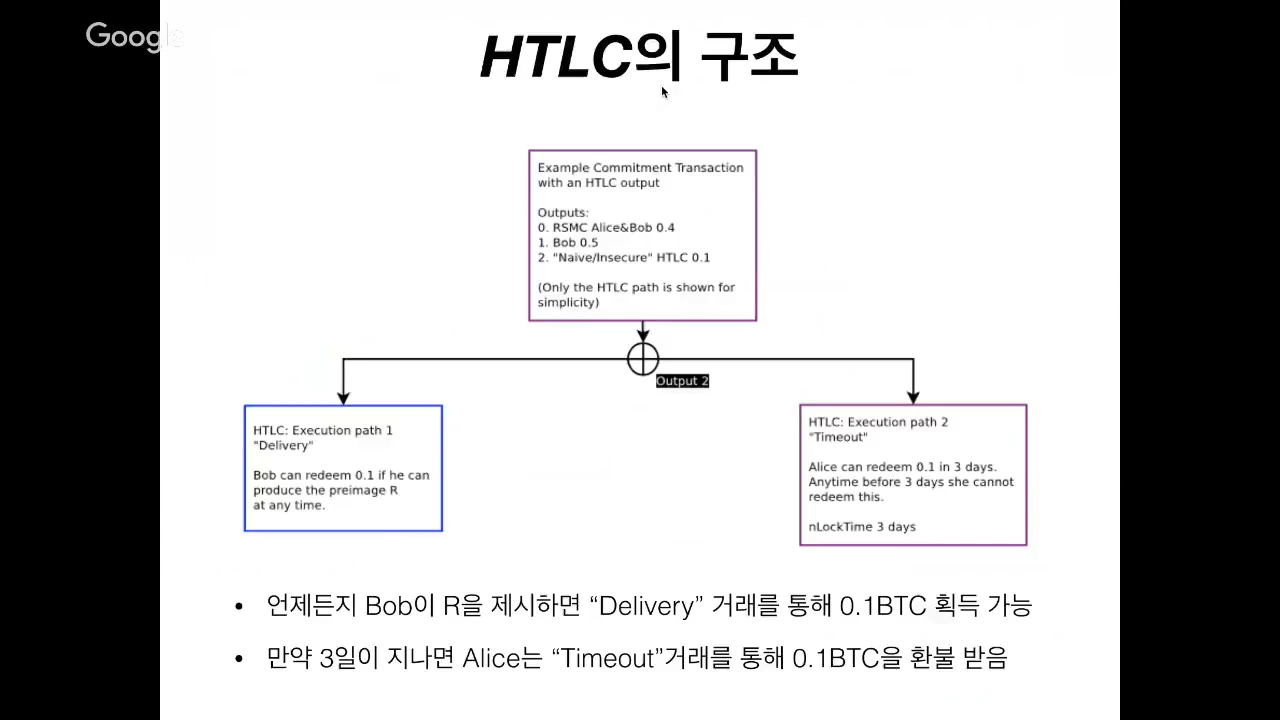 Google
HTLC의 구조
Example Commitment Transaction
with an HTLC output
Outputs:
0. RSMC Alice&Bob 0.4
1. Bob 0.5
2. "Naive/Insecure" HTLC 0.1
(Only the HTLC path is shown for
simplicity)
Output 2
HTLC: Execution path 1
"Delivery"
Bob can redeem 0.1 if he can
produce the preimage R
at any time.
HTLC: Execution path 2
"Timeout"
Alice can redeem 0.1 in 3 days.
Anytime before 3 days she cannot
redeem this.
nLockTime 3 days
• 언제든지 Bob이 R을 제시하면 “Delivery” 거래를 통해 0.1BTC 획득 가능
• 만약 3일이 지나면 Alice는 “Timeout”거래를 통해 0.1BTC을 환불 받음